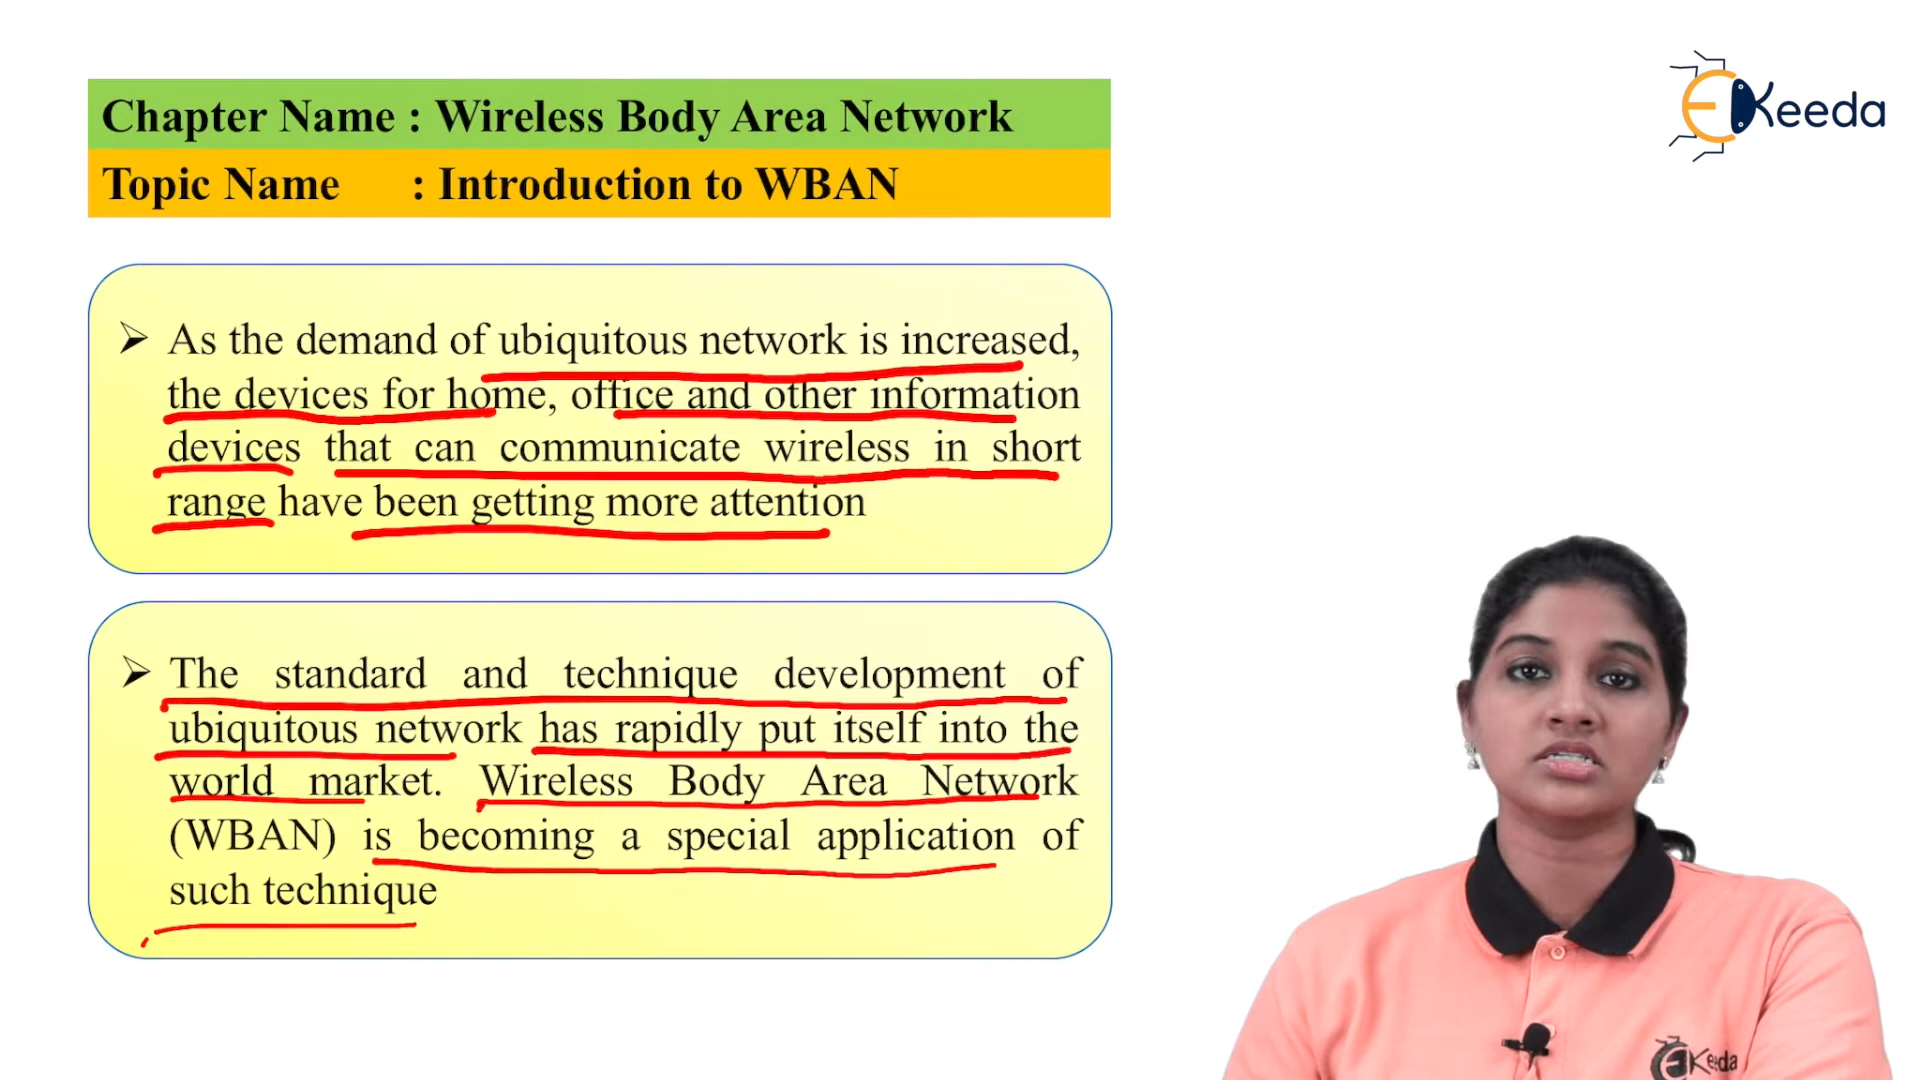 Chapter Name : Wireless Body Area Network
Topic Name : Introduction to WBAN
EKeeda
➢ As the demand of ubiquitous network is increased,
the devices for home, office and other information
devices that can communicate wireless in short
range have been getting more attention
➢ The standard and technique development of
ubiquitous network has rapidly put itself into the
world market. Wireless Body Area Network
(WBAN) is becoming a special application of
such technique
EKeeda